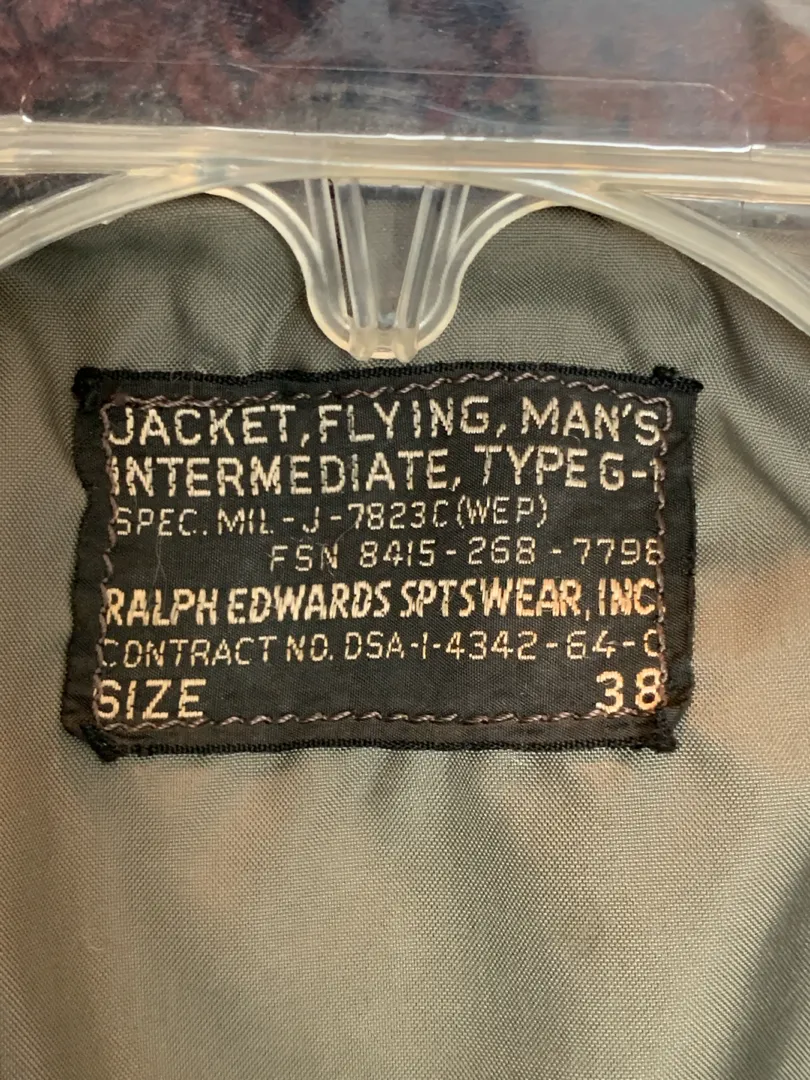 JACKET, FLYING, MAN'S
INTERMEDIATE, TYPE G-1
SPEC. MIL-J-7823C (WEP)
FSN 8415-268-7798
RALPH EDWARDS SPTSWEAR, INC
CONTRACT NO. DSA-1-4342-64-C
SIZE 38